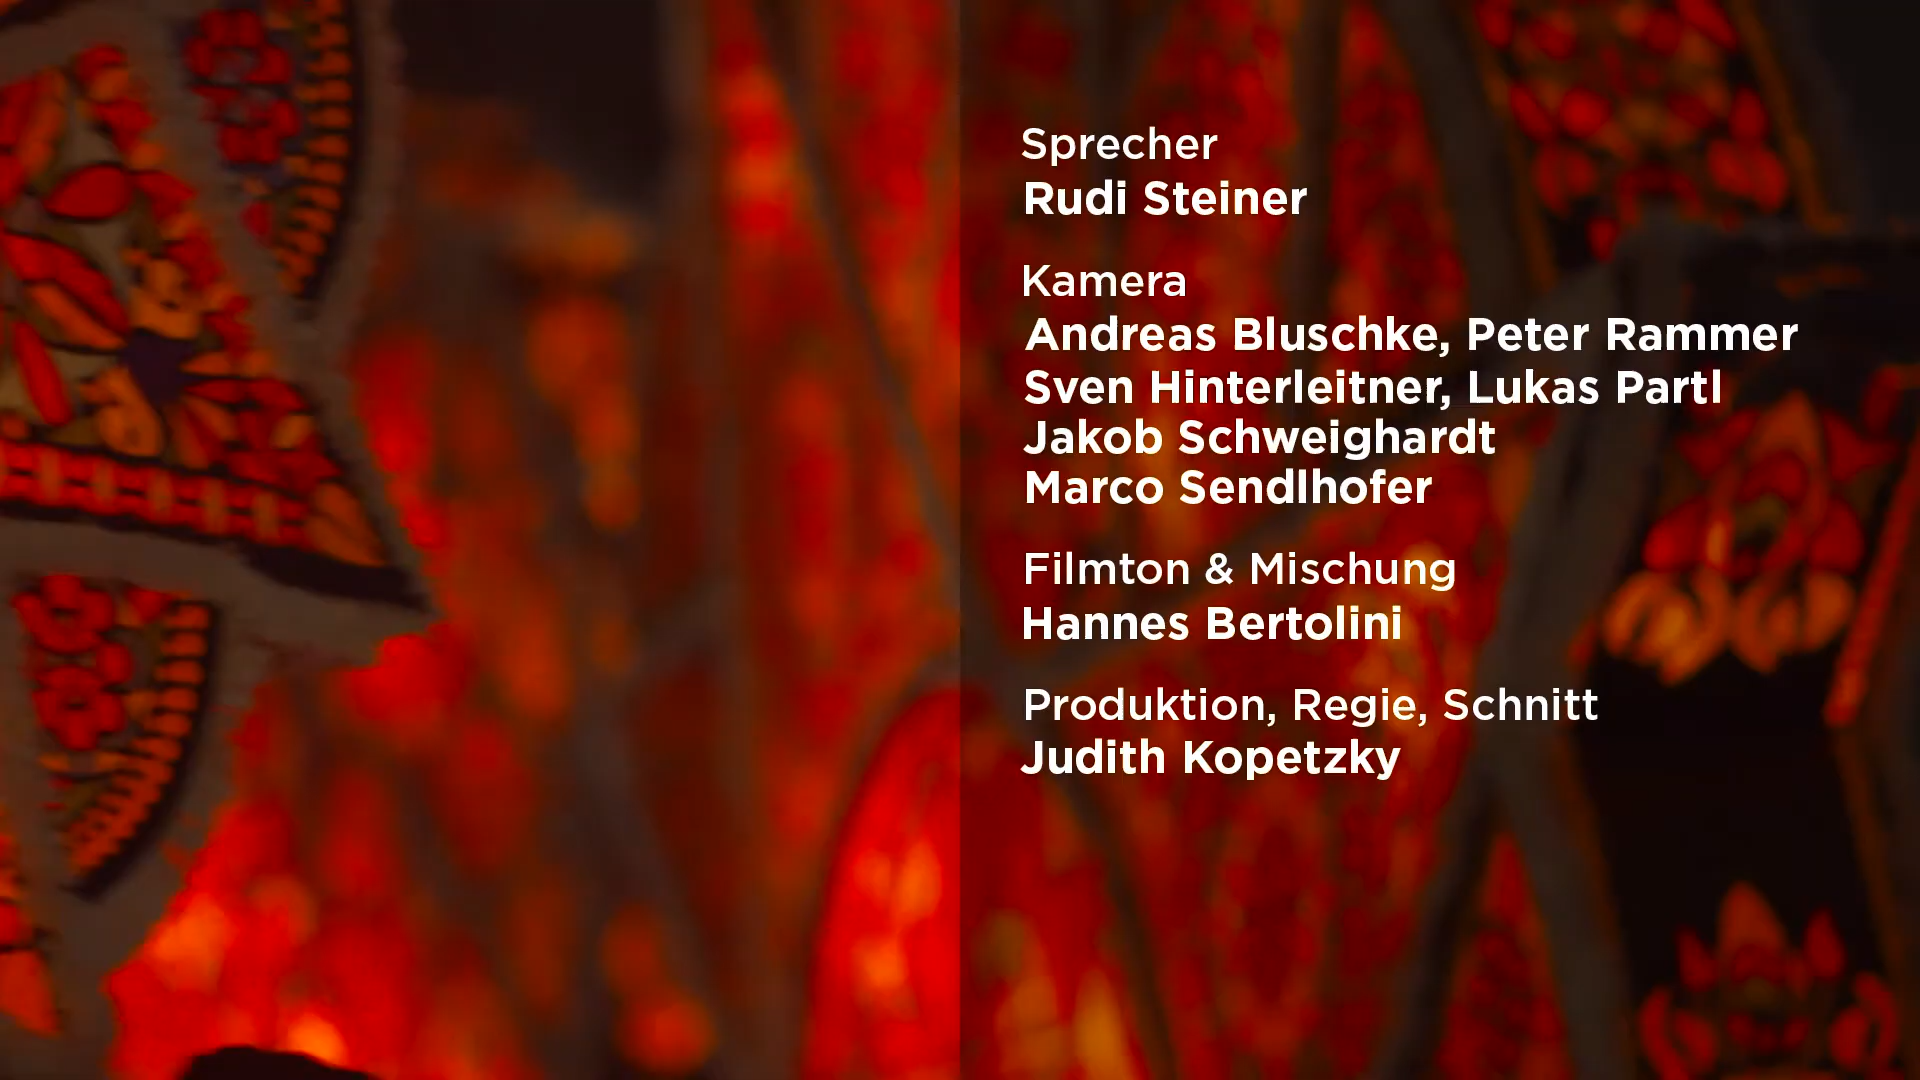 Sprecher
Rudi Steiner
Kamera
Andreas Bluschke, Peter Rammer
Sven Hinterleitner, Lukas Partl
Jakob Schweighardt
Marco Sendlhofer
Filmton & Mischung
Hannes Bertolini
Produktion, Regie, Schnitt
Judith Kopetzky